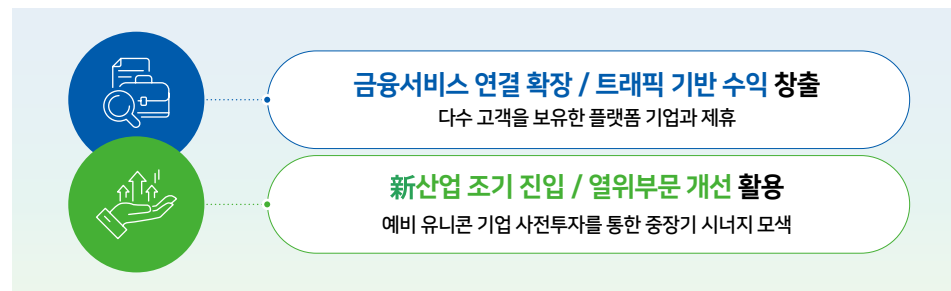 금융서비스 연결 확장 / 트래픽 기반 수익 창출
다수 고객을 보유한 플랫폼 기업과 제휴
新산업 조기 진입 / 열위부문 개선 활용
예비 유니콘 기업 사전투자를 통한 중장기 시너지 모색